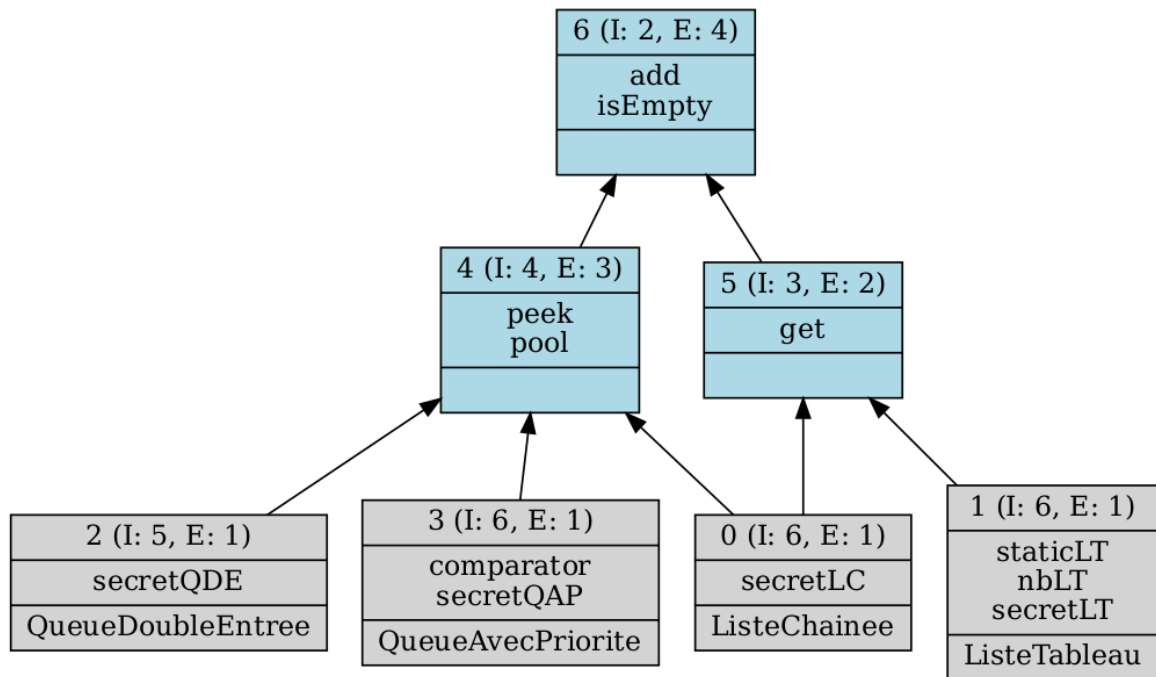 6 (I: 2, E: 4)
add
isEmpty
4 (I: 4, E: 3)
peek
pool
5 (I: 3, E: 2)
get
2 (I: 5, E: 1)
secretQDE
QueueDoubleEntree
3 (I: 6, E: 1)
comparator
secretQAP
QueueAvecPriorite
0 (I: 6, E: 1)
secretLC
ListeChainee
1 (I: 6, E: 1)
staticLT
nbLT
secretLT
ListeTableau